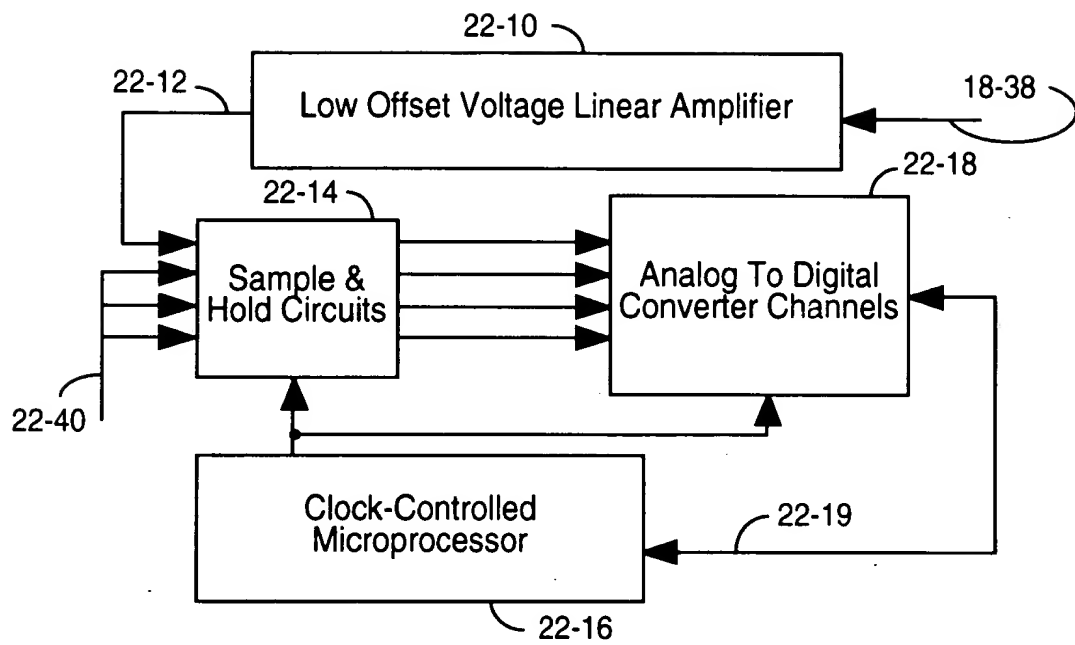 22-10
22-12
Low Offset Voltage Linear Amplifier
18-38
22-18
22-14
Sample &
Hold Circuits
Analog To Digital
Converter Channels
22-40
Clock-Controlled
Microprocessor
22-19
22-16